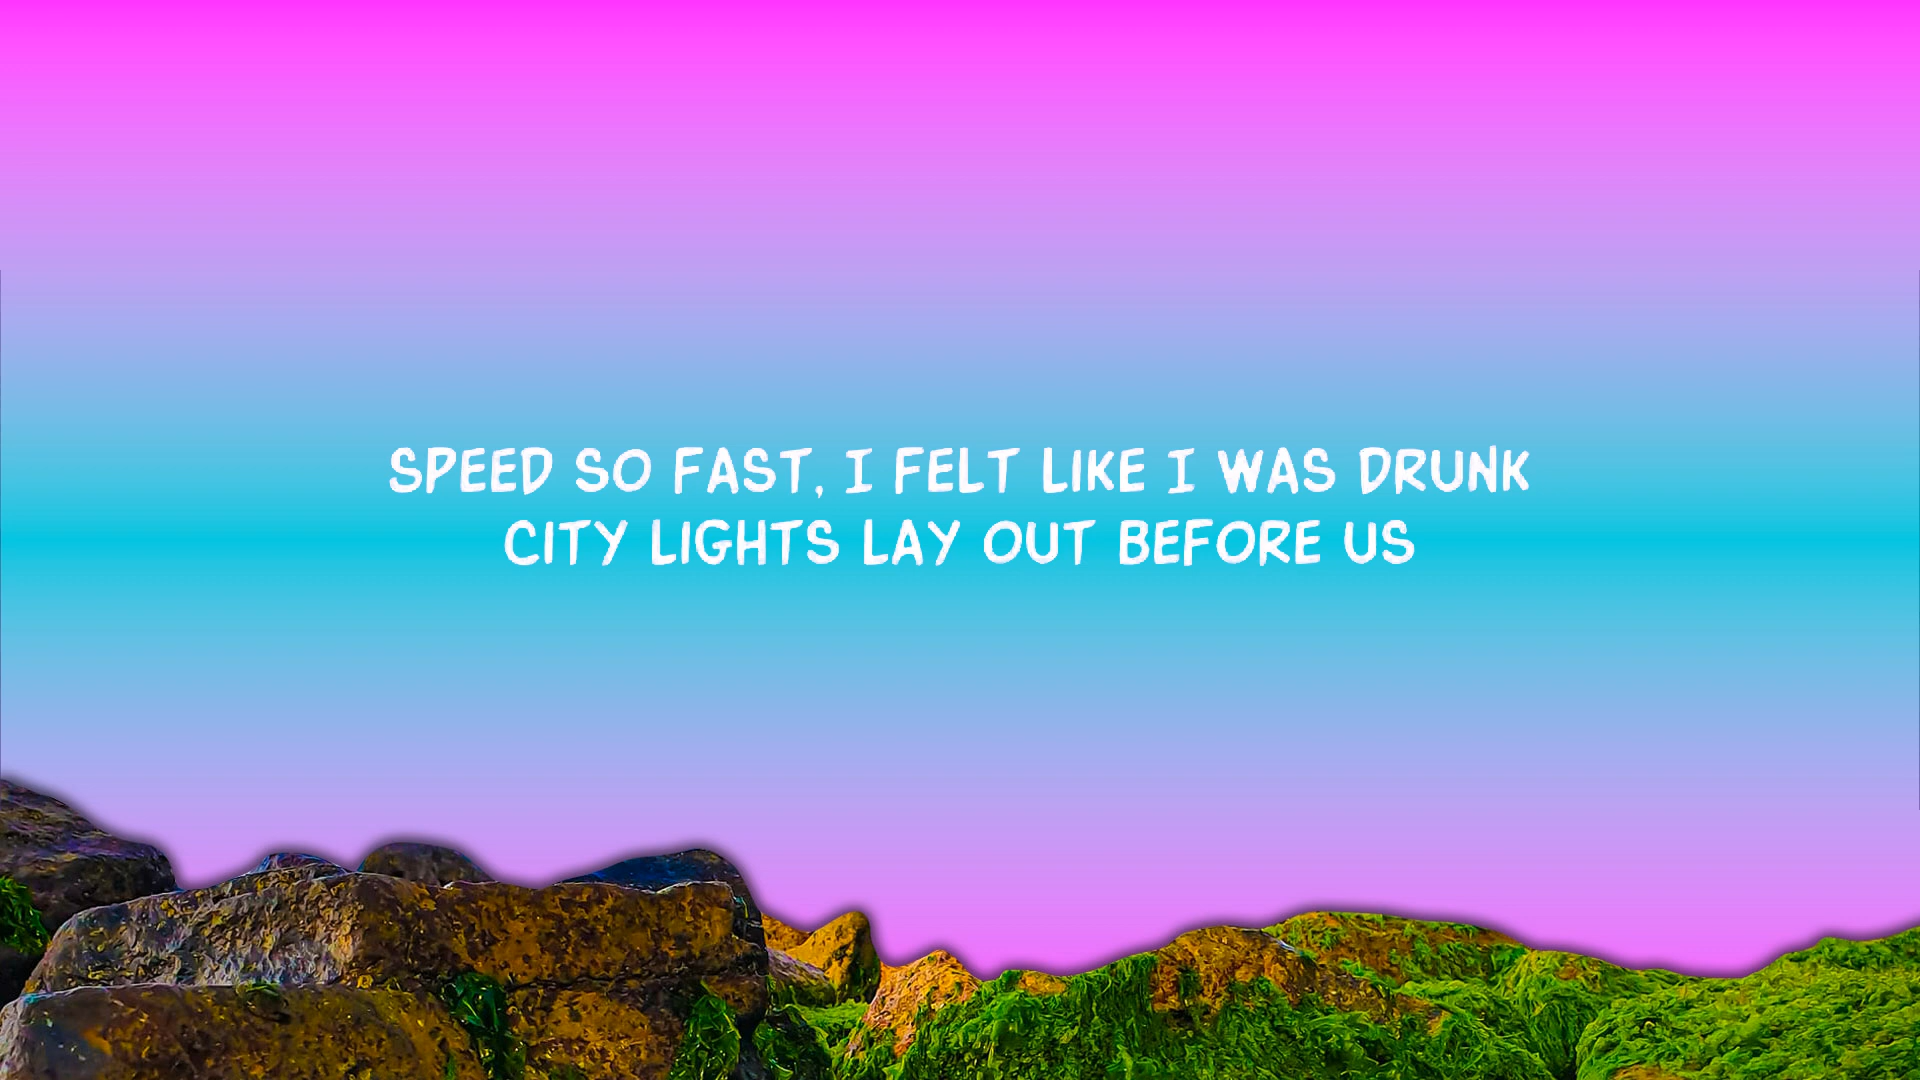 SPEED SO FAST, I FELT LIKE I WAS DRUNK
CITY LIGHTS LAY OUT BEFORE US